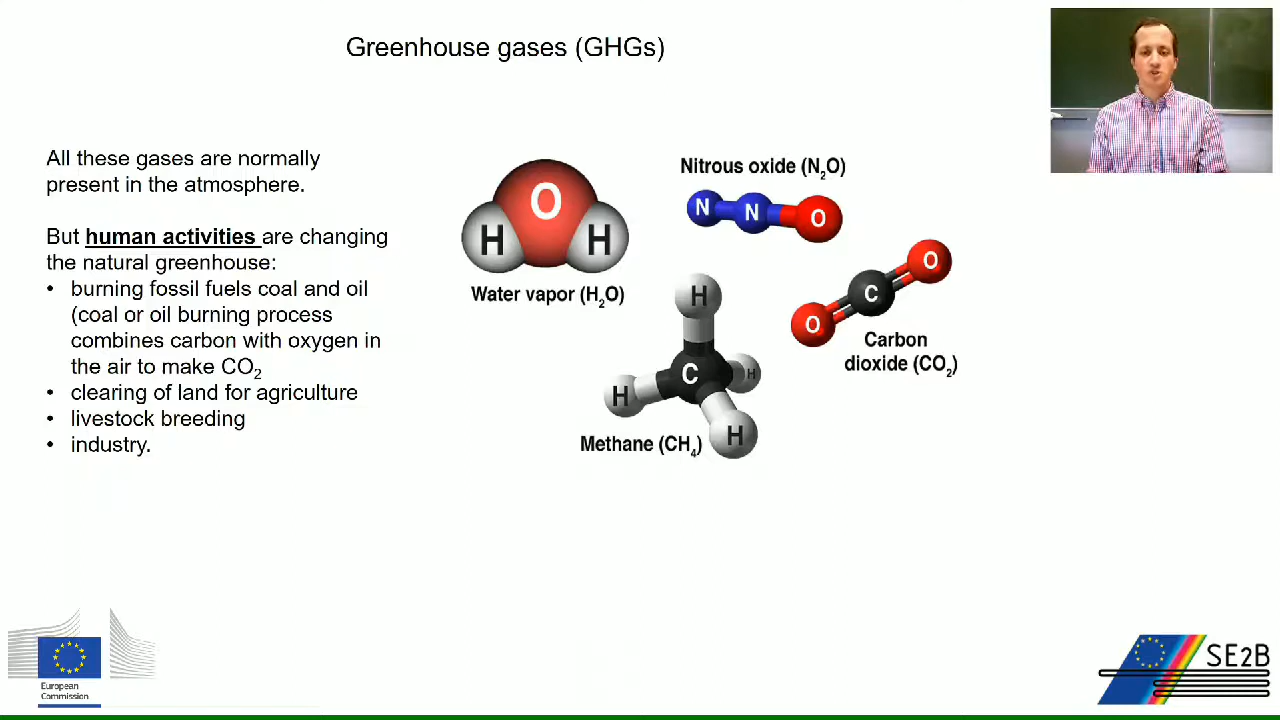 Greenhouse gases (GHGs)
All these gases are normally
present in the atmosphere.
But human activities are changing
the natural greenhouse:
• burning fossil fuels coal and oil
(coal or oil burning process
combines carbon with oxygen in
the air to make CO₂
• clearing of land for agriculture
• livestock breeding
• industry.
O
H H
Water vapor (H₂O)
Nitrous oxide (N₂O)
N N O
O
C
O
Carbon
dioxide (CO₂)
H
C H
H
H
Methane (CH₄)
European
Commission
SE2B